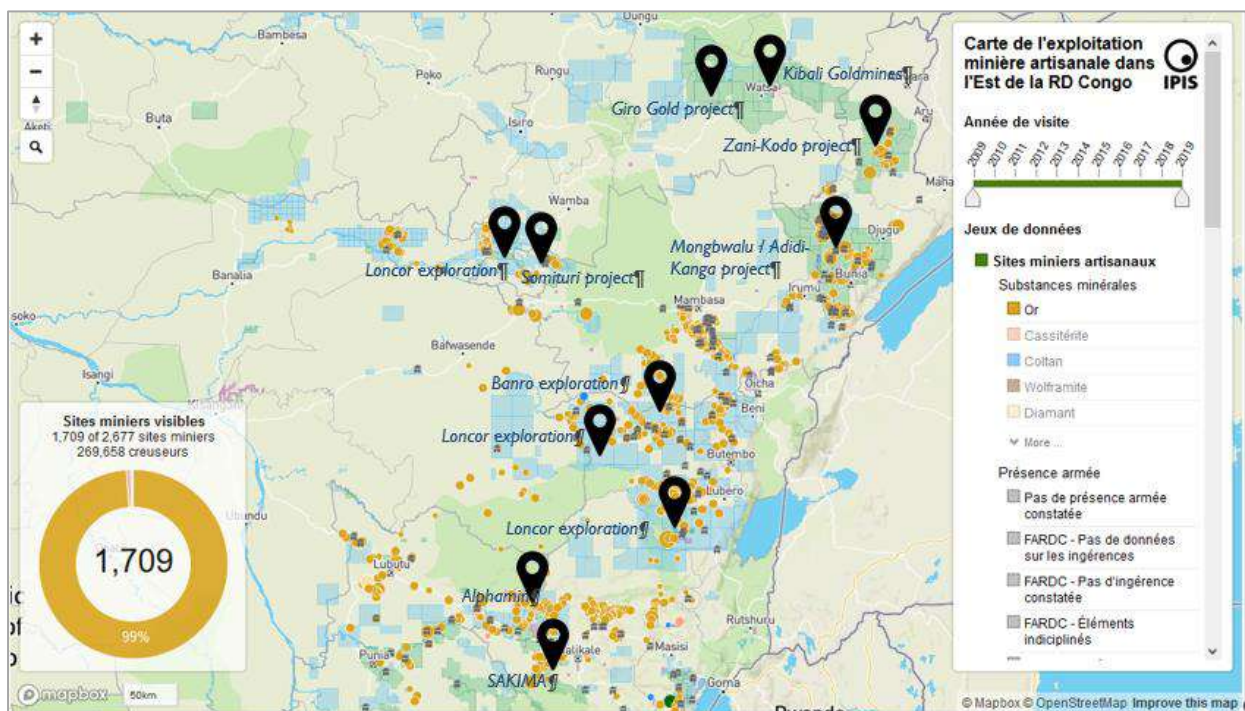 Oungu
Bambesa
Poko
Rungu
Kibali Goldmines¶
Watsa
Giro Gold project¶
Aru
Buta
Aketi
Isiro
Zani-Kodo project¶
Maha
Wamba
Djugu
Mongbwalu / Adidi-
Kanga project¶
Banalia
Loncor exploration¶
Somituri project¶
Bunia
Irumu
Mambasa
Bafwasende
Isangi
Banro exploration¶
Oicha
Beni
Kisangani
Loncor exploration¶
Butembo
Lubero
Ubundu
Loncor exploration¶
Lubutu
Alphamin¶
Rutshuru
Masisi
Punia
SAKIMA¶
Goma
Carte de l'exploitation
minière artisanale dans
l'Est de la RD Congo
IPIS
Année de visite
2009
2010
2011
2012
2013
2014
2015
2016
2017
2018
2019
Jeux de données
Sites miniers artisanaux
Substances minérales
Or
Cassitérite
Coltan
Wolframite
Diamant
More ...
Présence armée
Pas de présence armée
constatée
FARDC - Pas de données
sur les ingérences
FARDC - Pas d'ingérence
constatée
FARDC - Éléments
indiciplinés
Sites miniers visibles
1,709 of 2,677 sites miniers
269,658 creuseurs
1,709
99%
mapbox
50km
© Mapbox © OpenStreetMap Improve this map